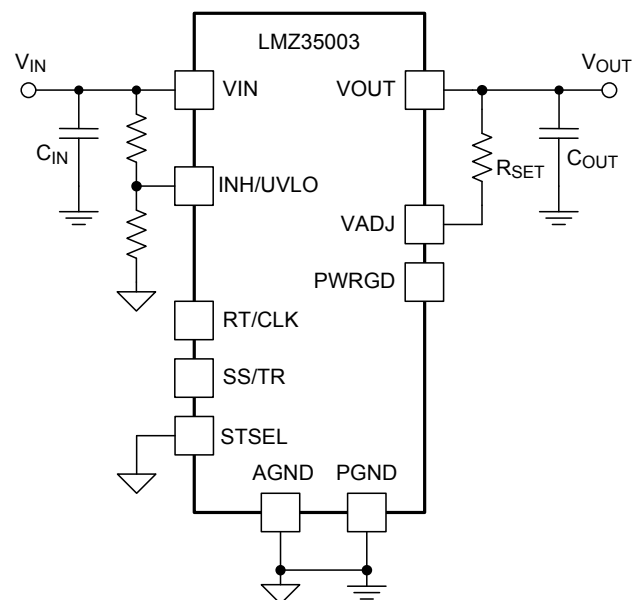 LMZ35003
VIN
VIN
VOUT
VOUT
CIN
RSET
COUT
INH/UVLO
VADJ
PWRGD
RT/CLK
SS/TR
STSEL
AGND
PGND